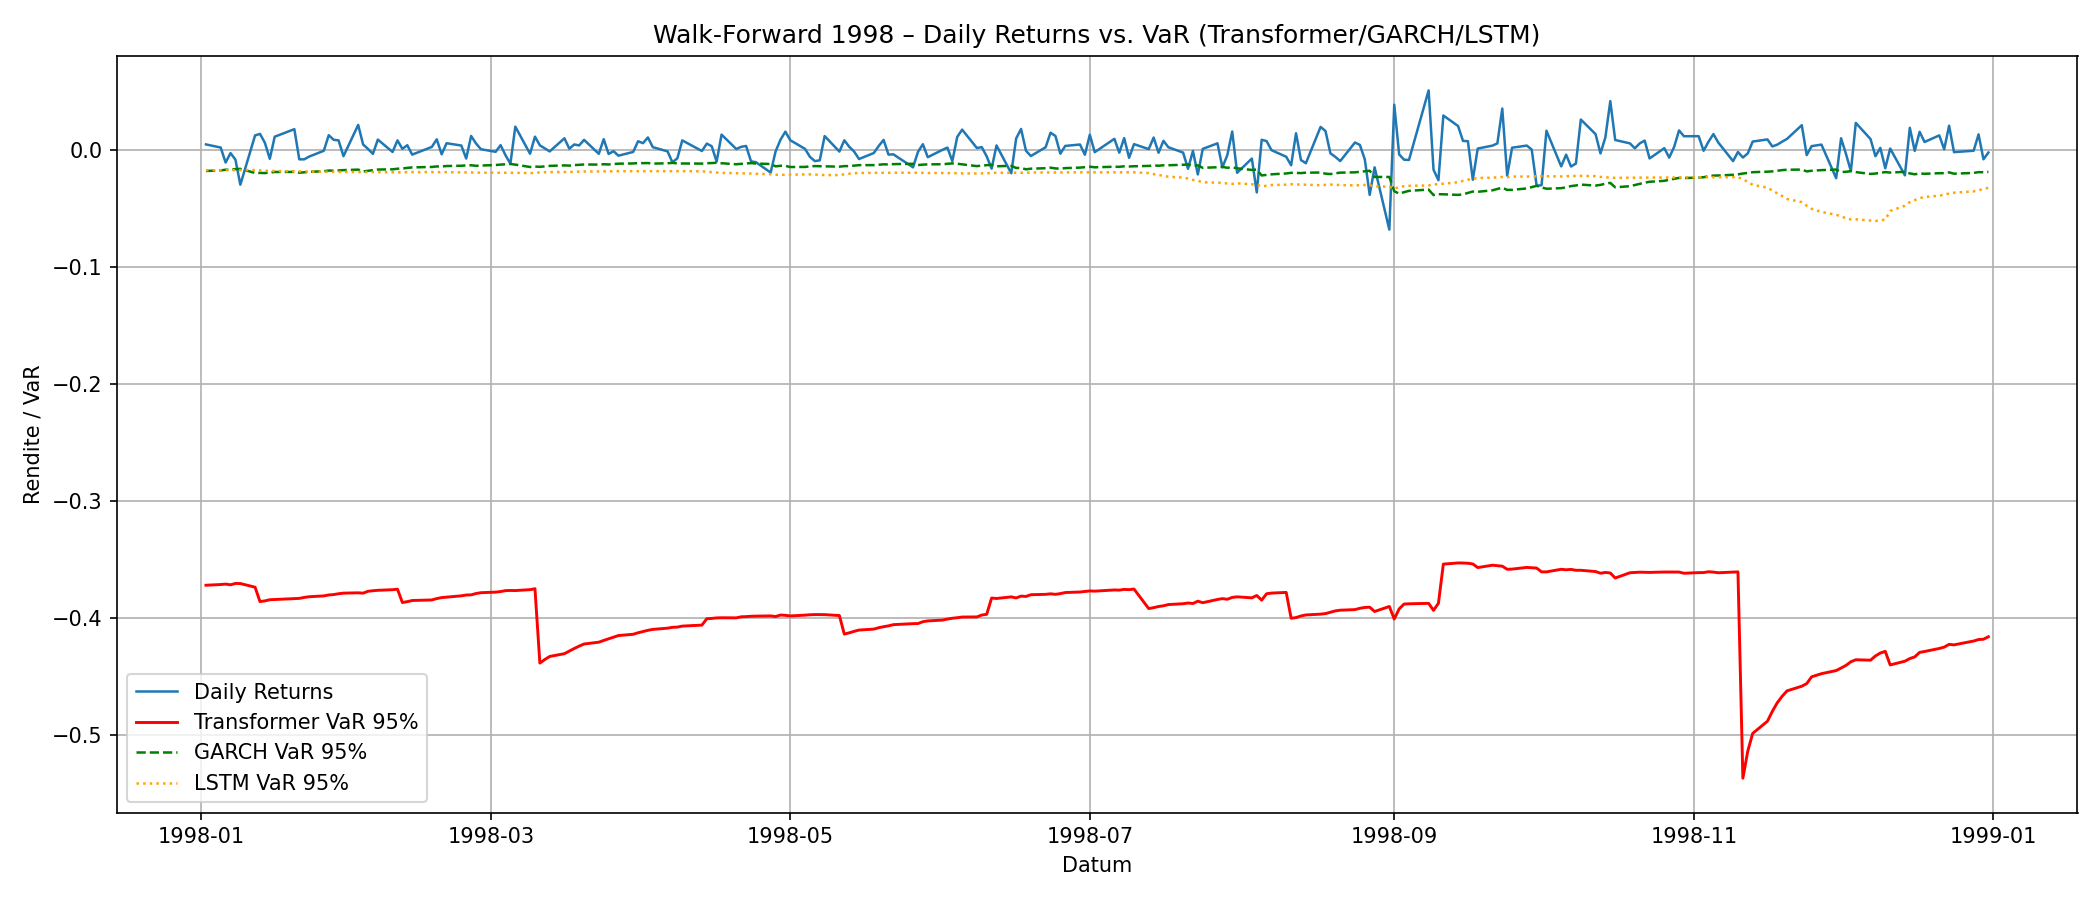 Walk-Forward 1998 – Daily Returns vs. VaR (Transformer/GARCH/LSTM)
Rendite / VaR
0.0
−0.1
−0.2
−0.3
−0.4
−0.5
Daily Returns
Transformer VaR 95%
GARCH VaR 95%
LSTM VaR 95%
1998-01 1998-03 1998-05 1998-07 1998-09 1998-11 1999-01
Datum